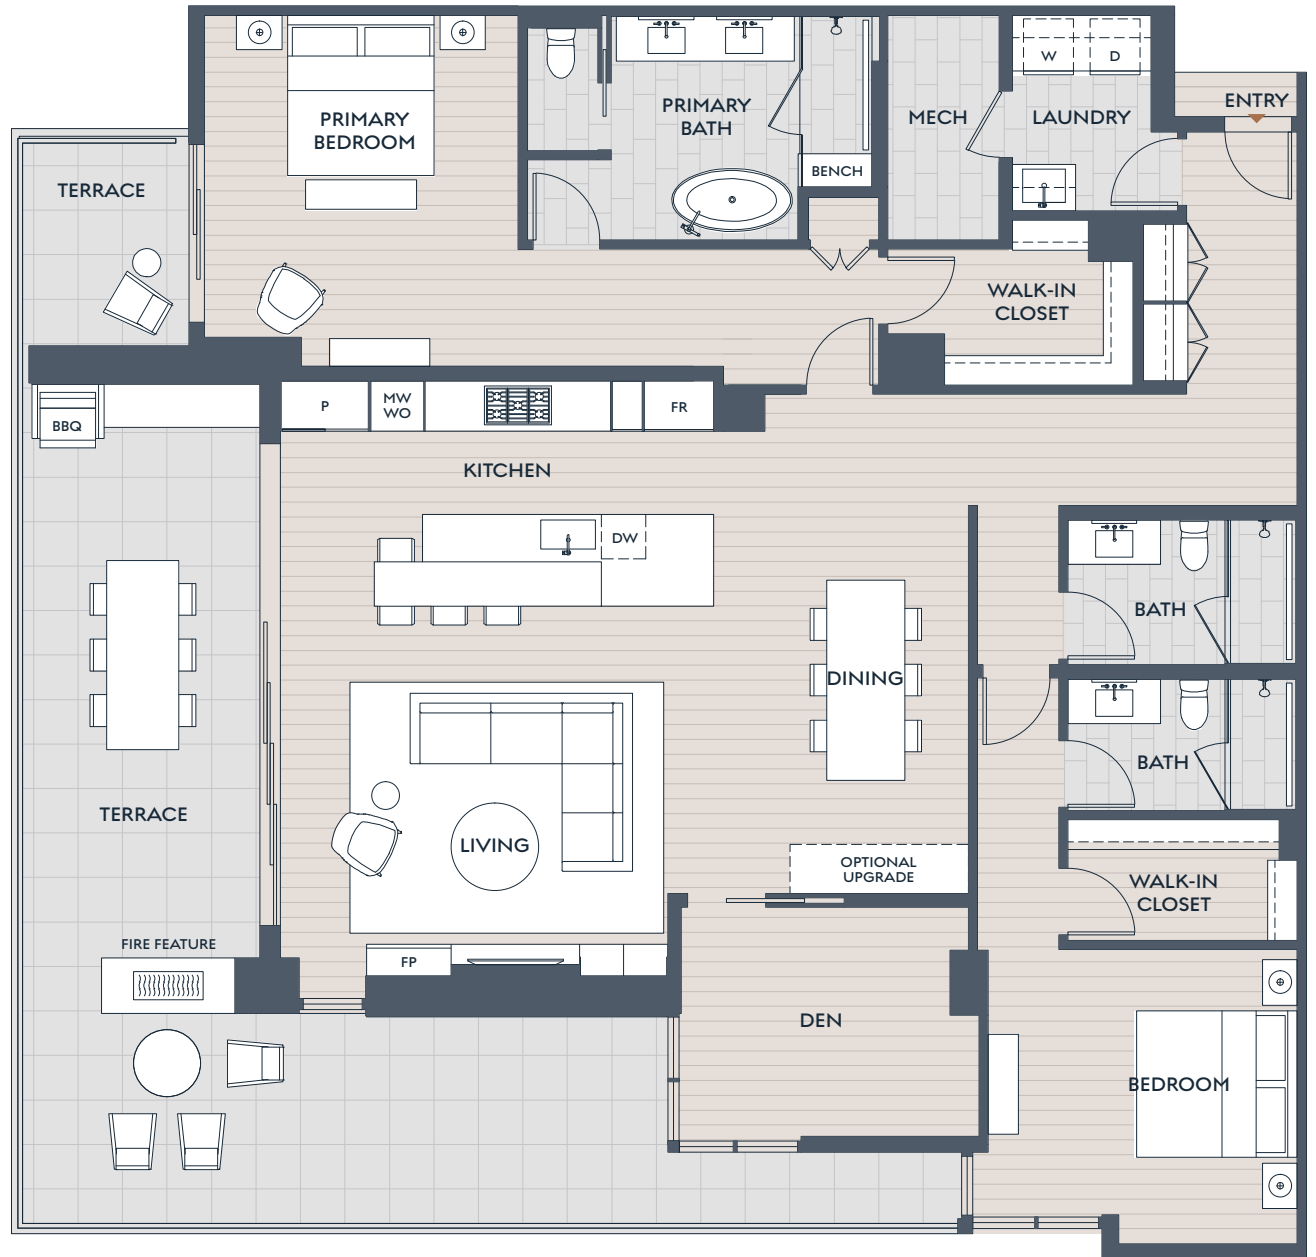 W
D
ENTRY
PRIMARY
BATH
PRIMARY
BEDROOM
MECH
LAUNDRY
BENCH
TERRACE
WALK-IN
CLOSET
P
MW
WO
FR
BBQ
KITCHEN
DW
BATH
DINING
BATH
TERRACE
LIVING
OPTIONAL
UPGRADE
WALK-IN
CLOSET
FIRE FEATURE
FP
DEN
BEDROOM